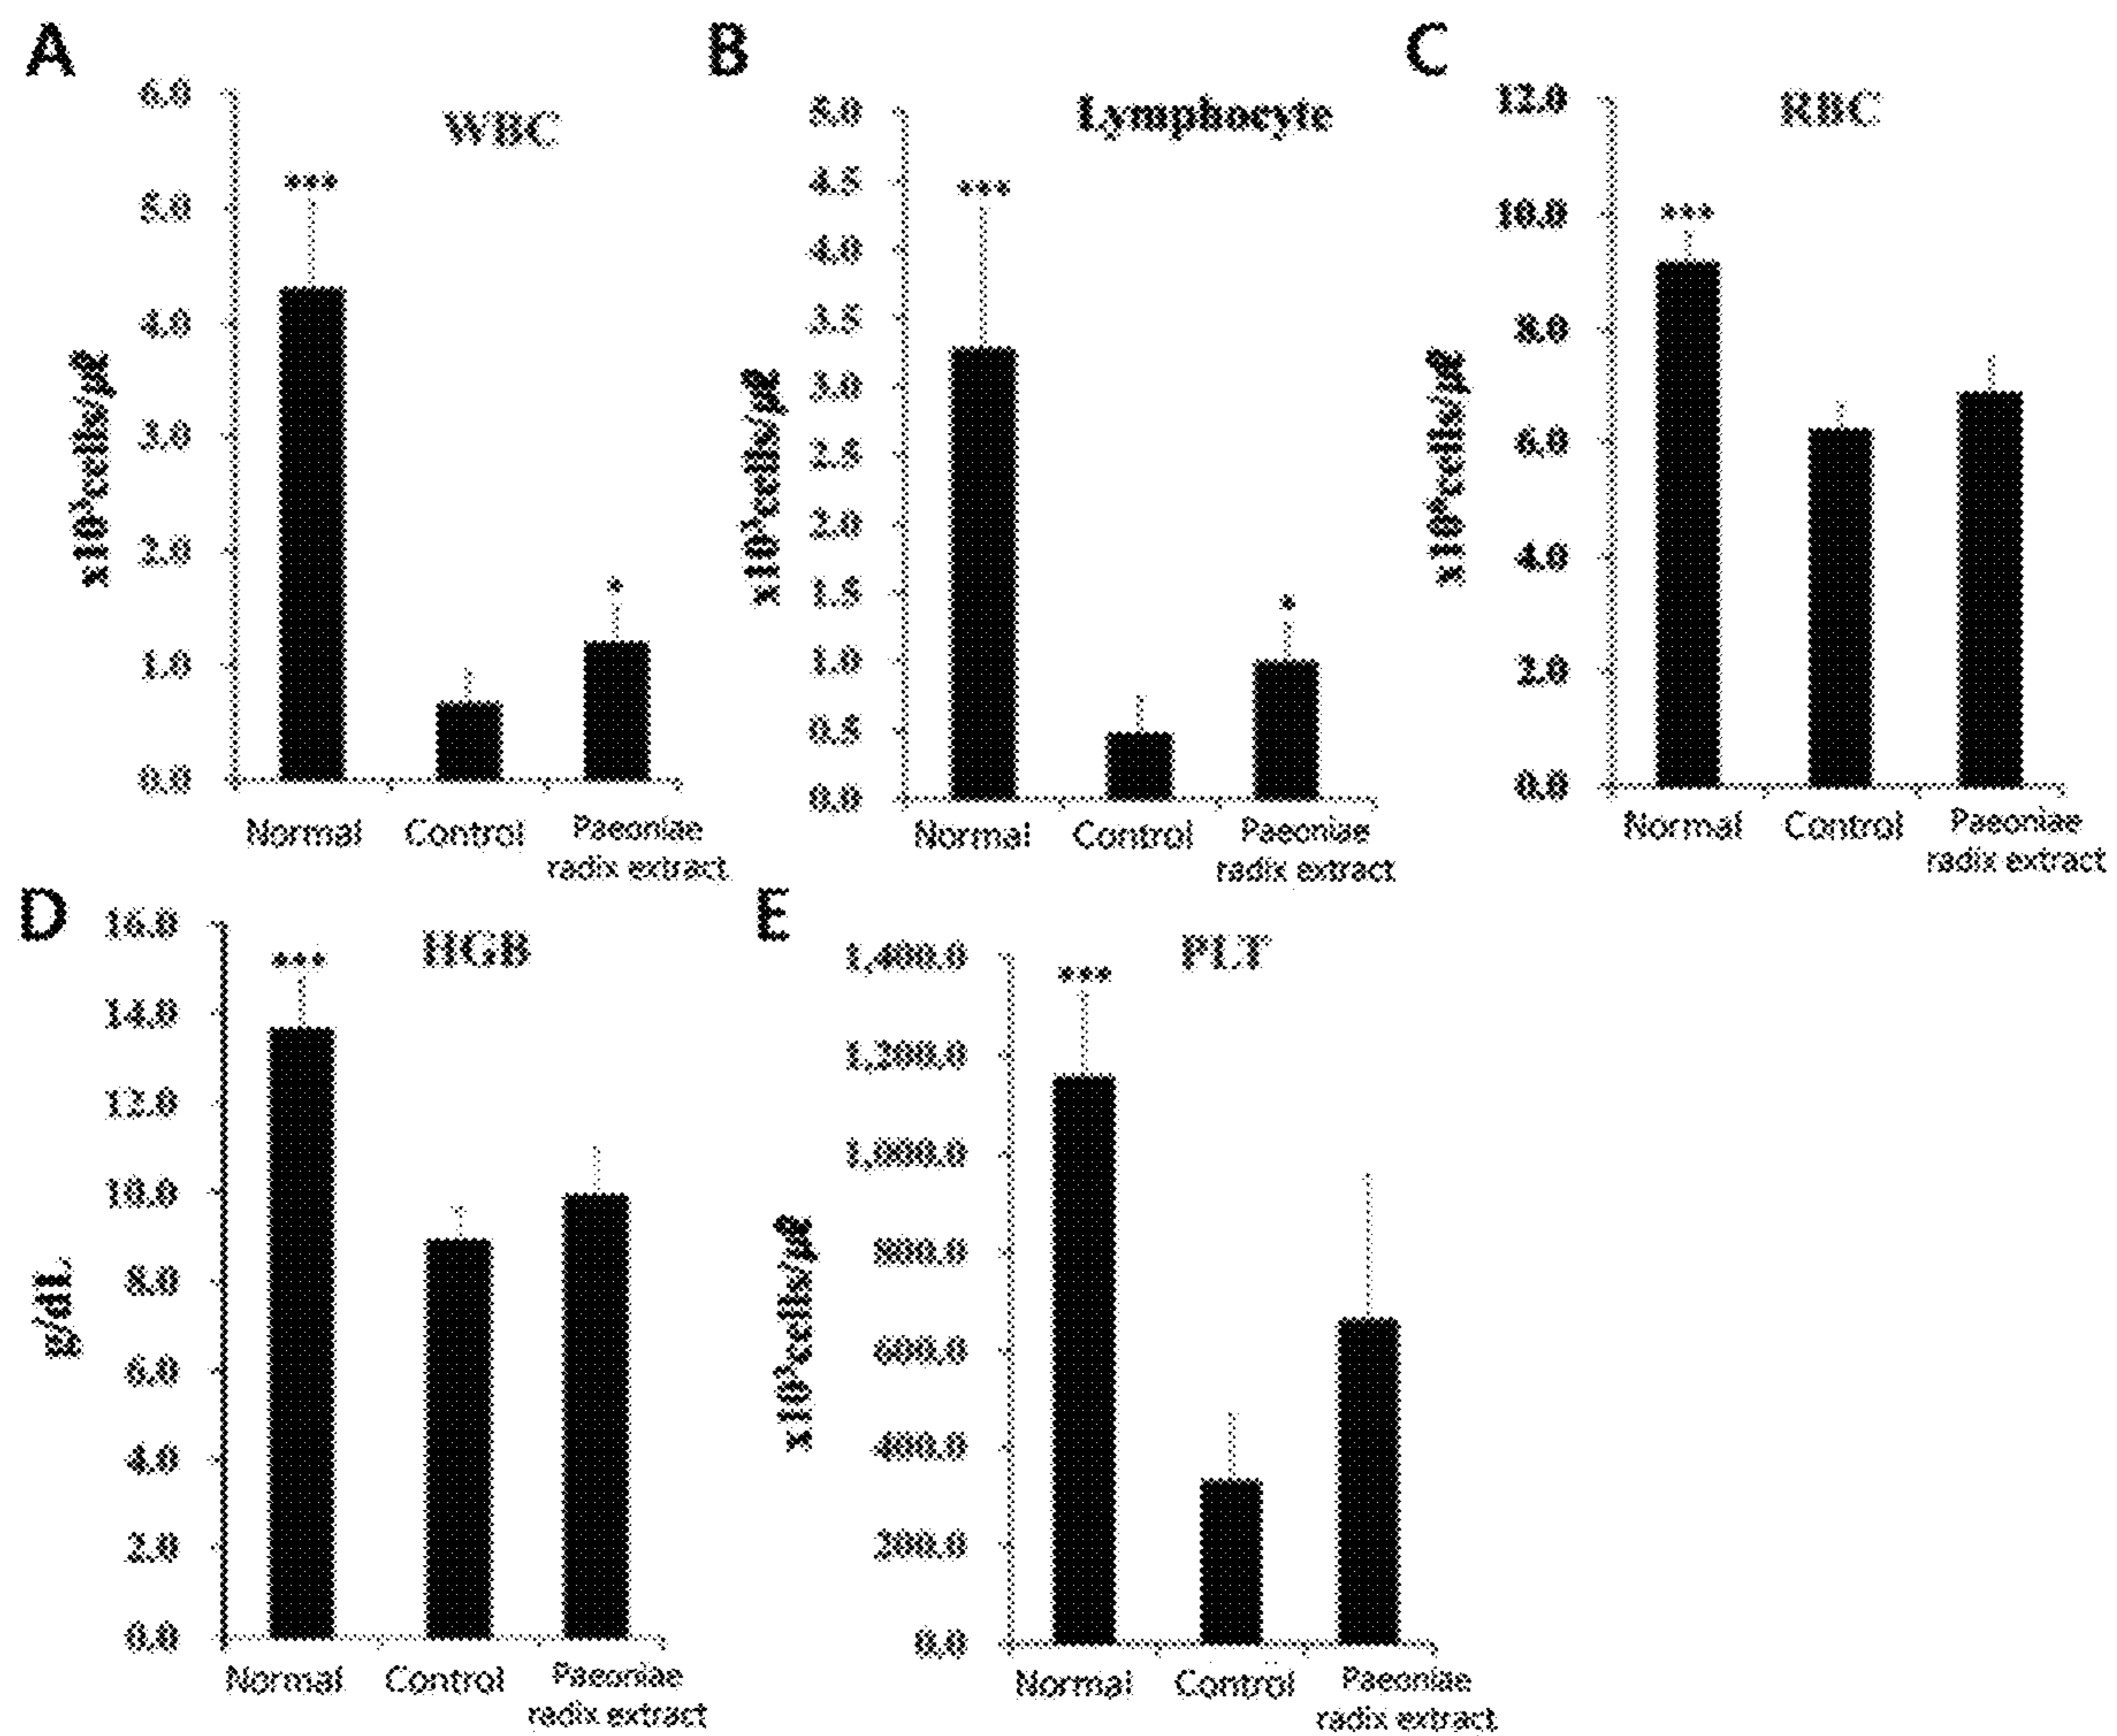 A
WBC
x10³cells/㎕
6.0
5.0
4.0
3.0
2.0
1.0
0.0
***
*
Normal
Control
Paeoniae
radix extract
B
Lymphocyte
x10³cells/㎕
5.0
4.5
4.0
3.5
3.0
2.5
2.0
1.5
1.0
0.5
0.0
***
*
Normal
Control
Paeoniae
radix extract
C
RBC
12.0
10.0
8.0
6.0
4.0
2.0
0.0
***
Normal
Control
Paeoniae
radix extract
D
HGB
g/dL
16.0
14.0
12.0
10.0
8.0
6.0
4.0
2.0
0.0
***
Normal
Control
Paeoniae
radix extract
E
PLT
x10³cells/㎕
1,400.0
1,200.0
1,000.0
800.0
600.0
400.0
200.0
0.0
***
Normal
Control
Paeoniae
radix extract